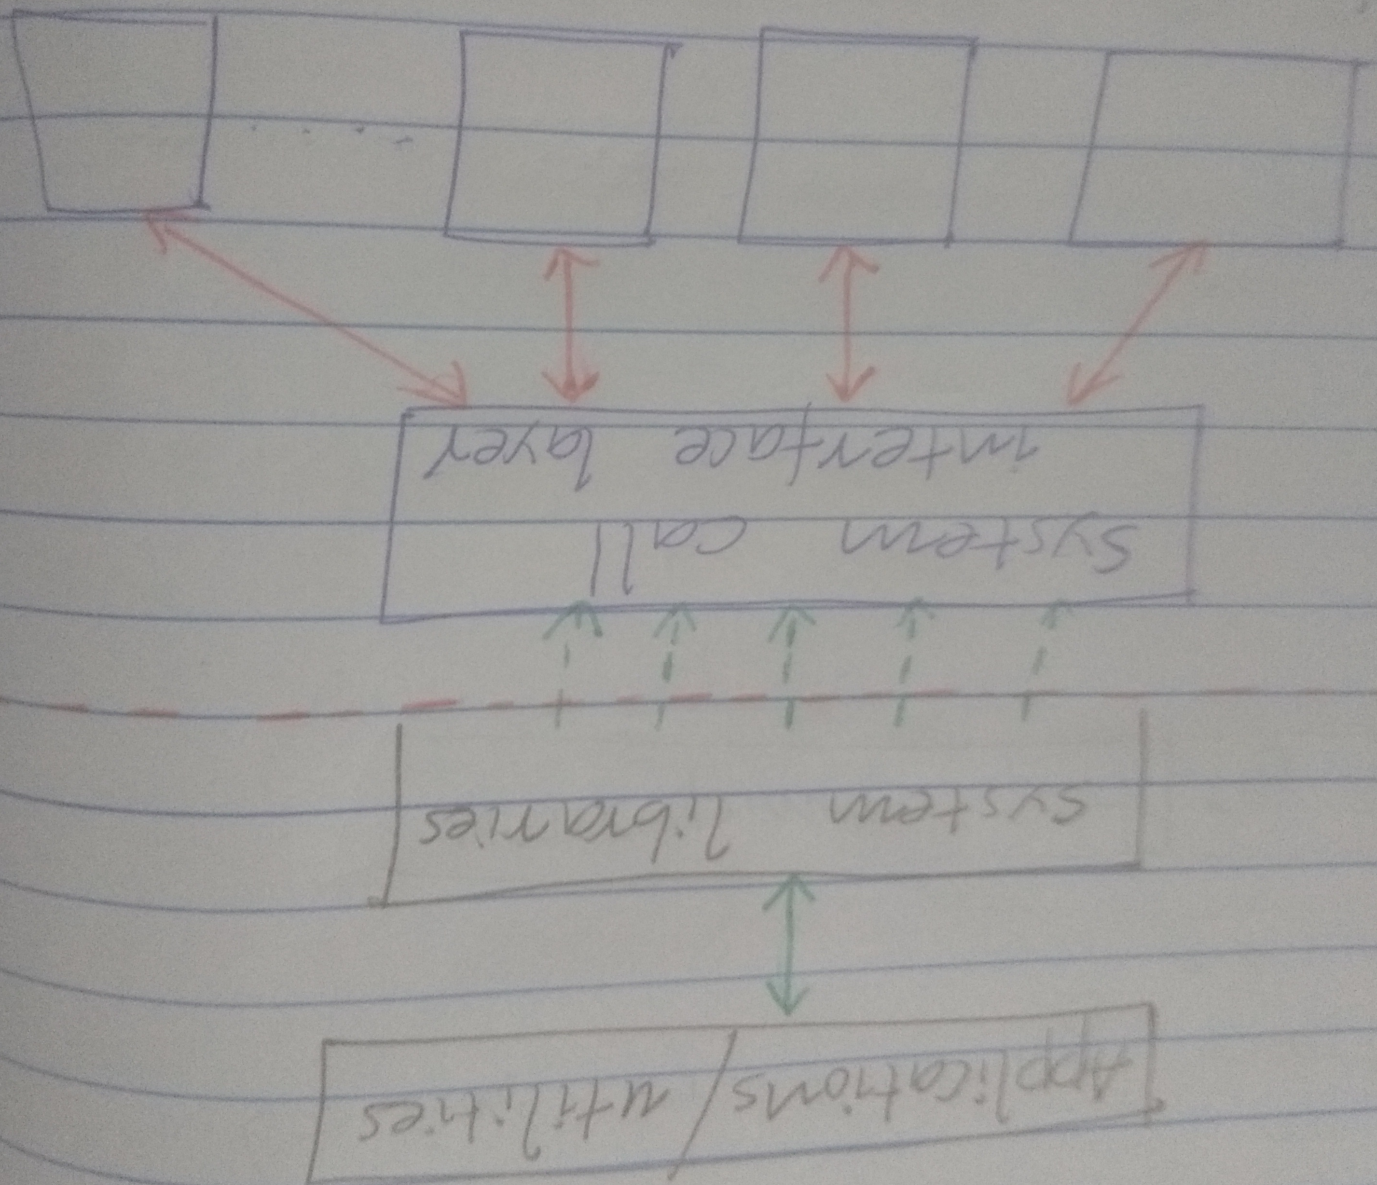 Applications/utilities
system libraries
system call
interface layer